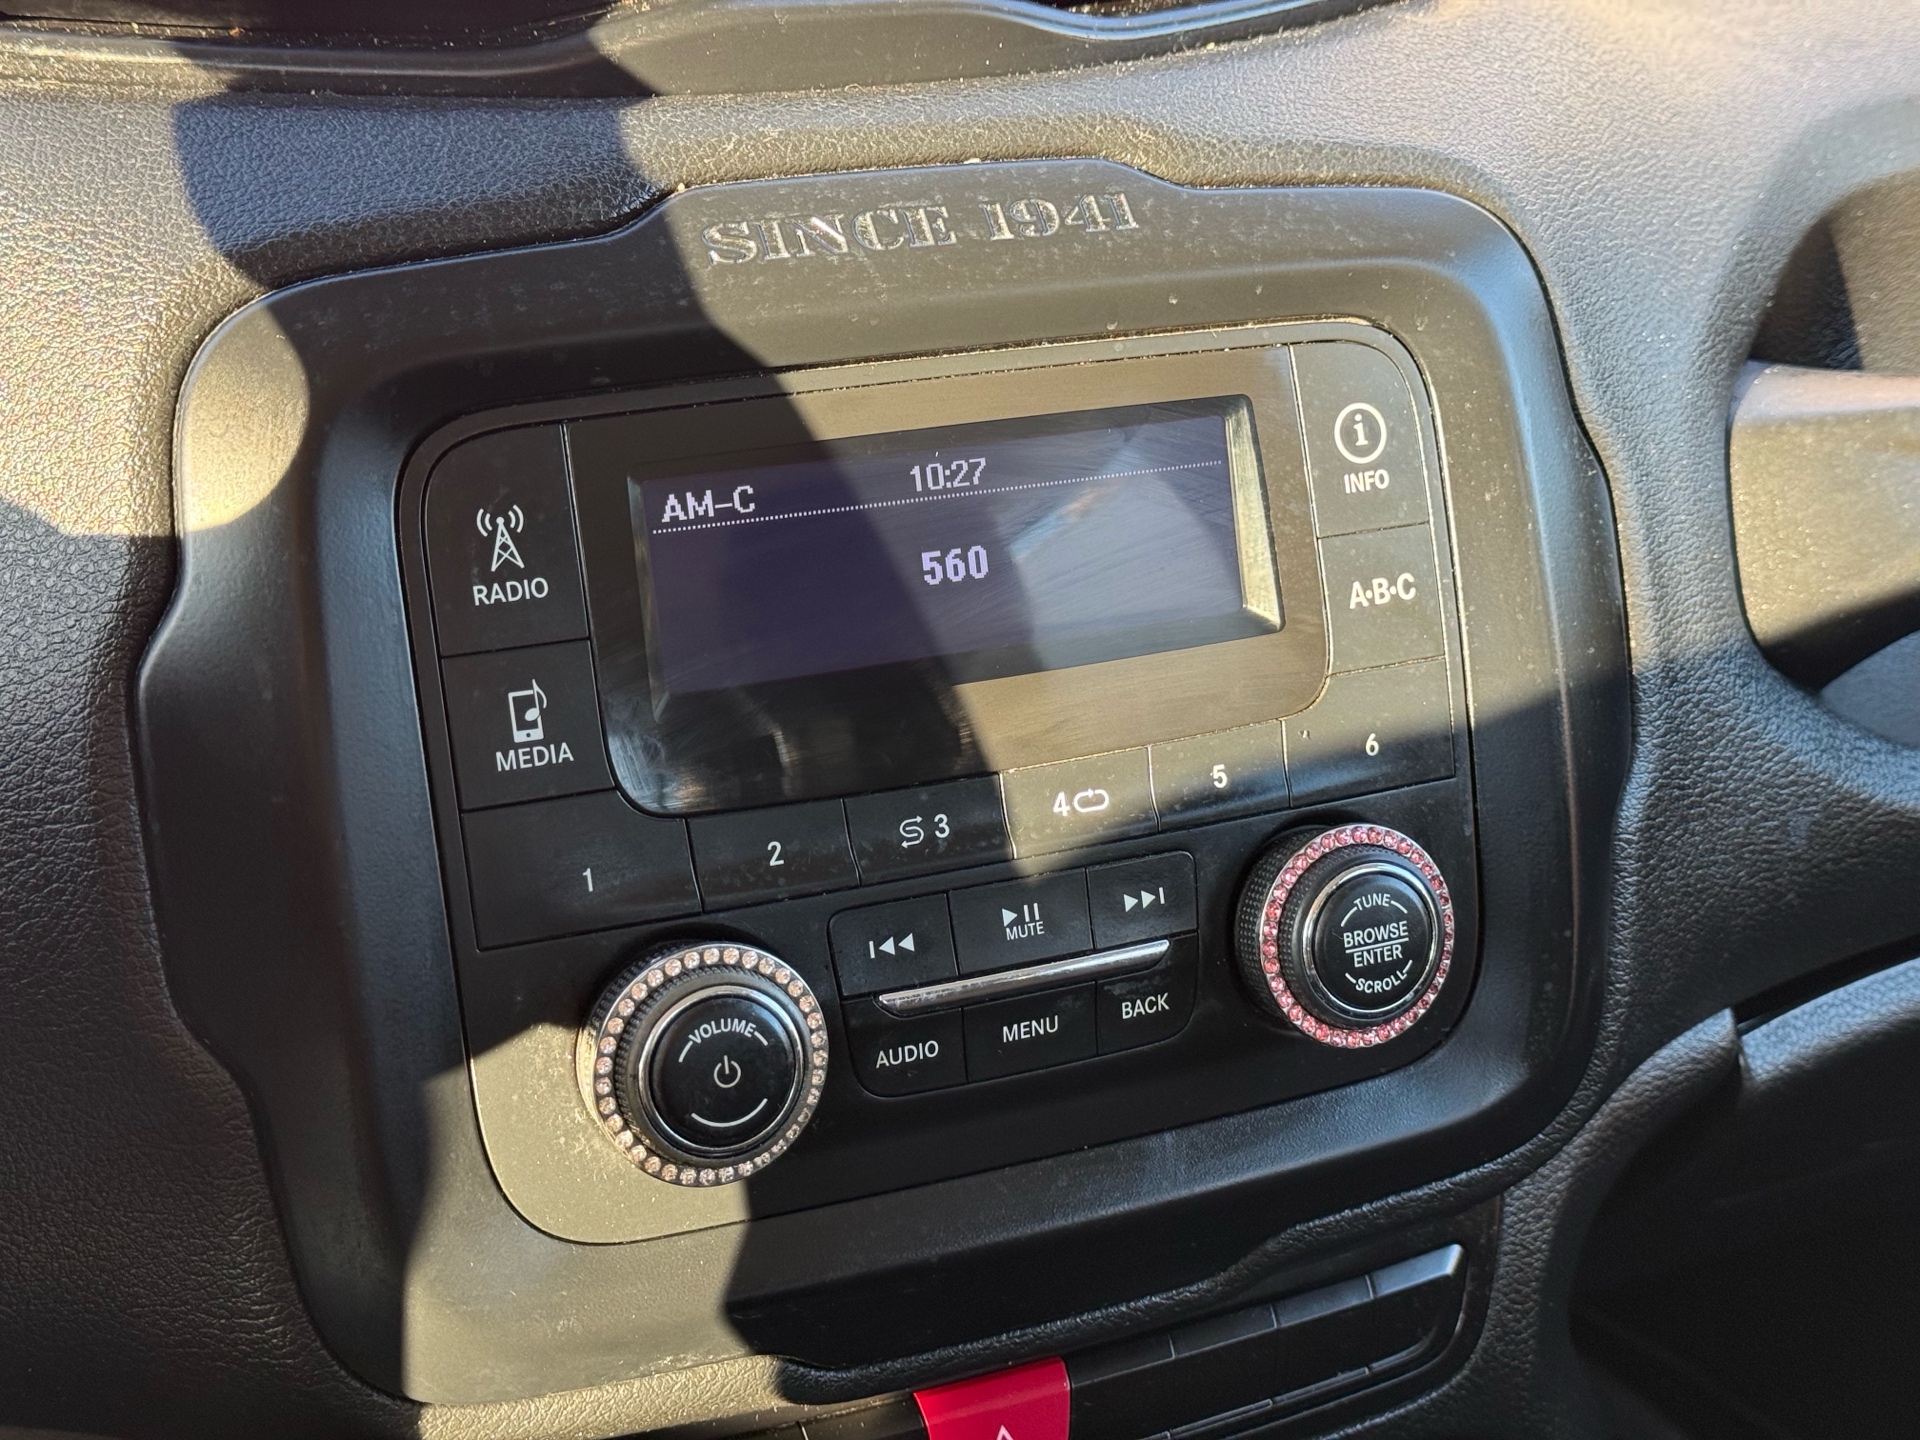 SINCE 1941
10:27
AM-C
560
RADIO
MEDIA
INFO
A·B·C
1
2
3
4
5
6
MUTE
AUDIO
MENU
BACK
VOLUME
TUNE
BROWSE
ENTER
SCROLL